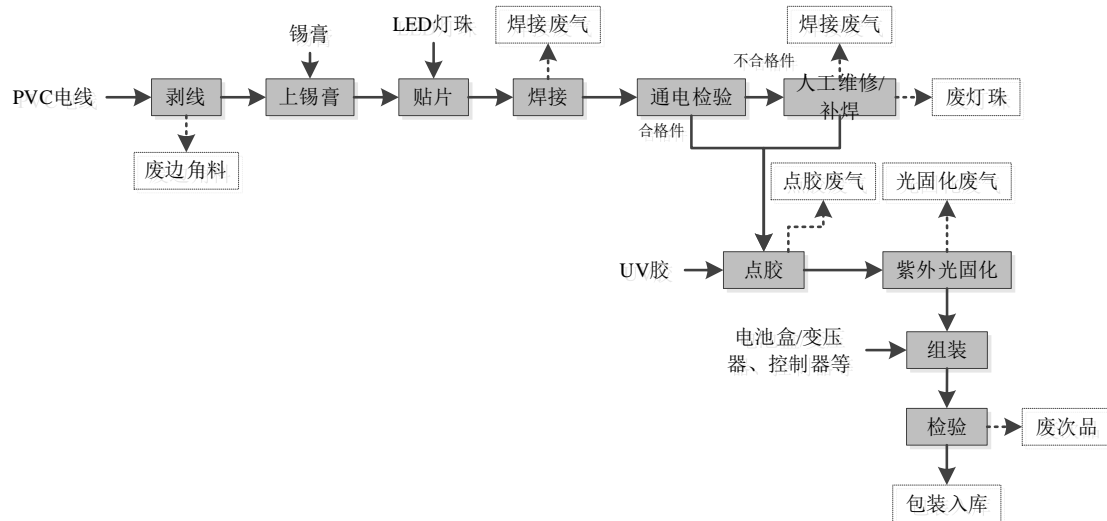 锡膏
LED灯珠
焊接废气
焊接废气
不合格件
PVC电线
剥线
上锡膏
贴片
焊接
通电检验
人工维修/
补焊
废灯珠
合格件
废边角料
点胶废气
光固化废气
UV胶
点胶
紫外光固化
电池盒/变压
器、控制器等
组装
检验
废次品
包装入库